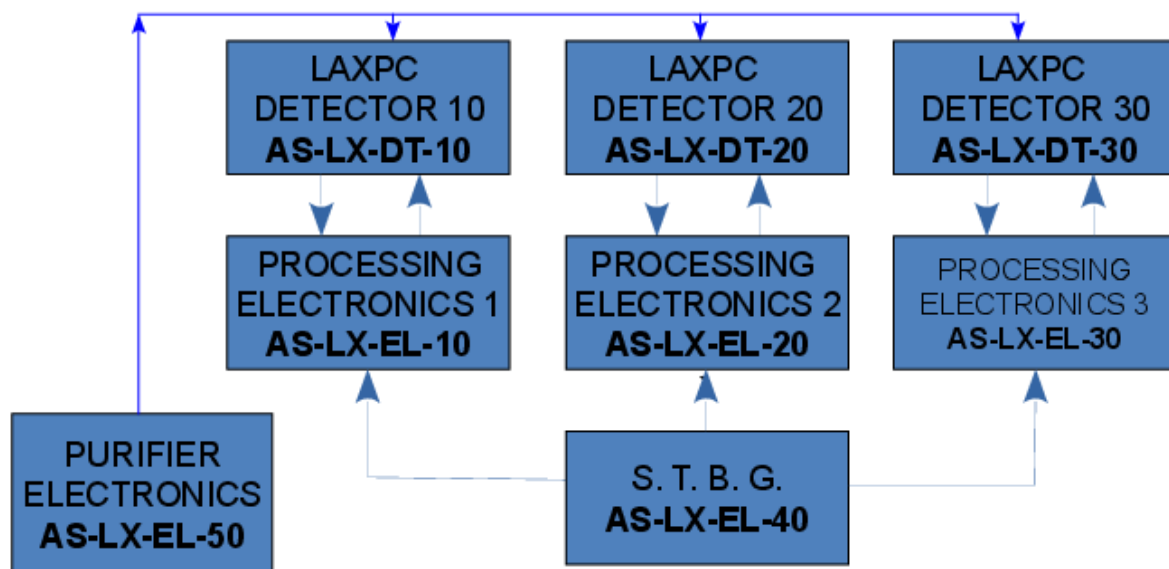 LAXPC
DETECTOR 10
AS-LX-DT-10
LAXPC
DETECTOR 20
AS-LX-DT-20
LAXPC
DETECTOR 30
AS-LX-DT-30
PROCESSING
ELECTRONICS 1
AS-LX-EL-10
PROCESSING
ELECTRONICS 2
AS-LX-EL-20
PROCESSING
ELECTRONICS 3
AS-LX-EL-30
PURIFIER
ELECTRONICS
AS-LX-EL-50
S. T. B. G.
AS-LX-EL-40